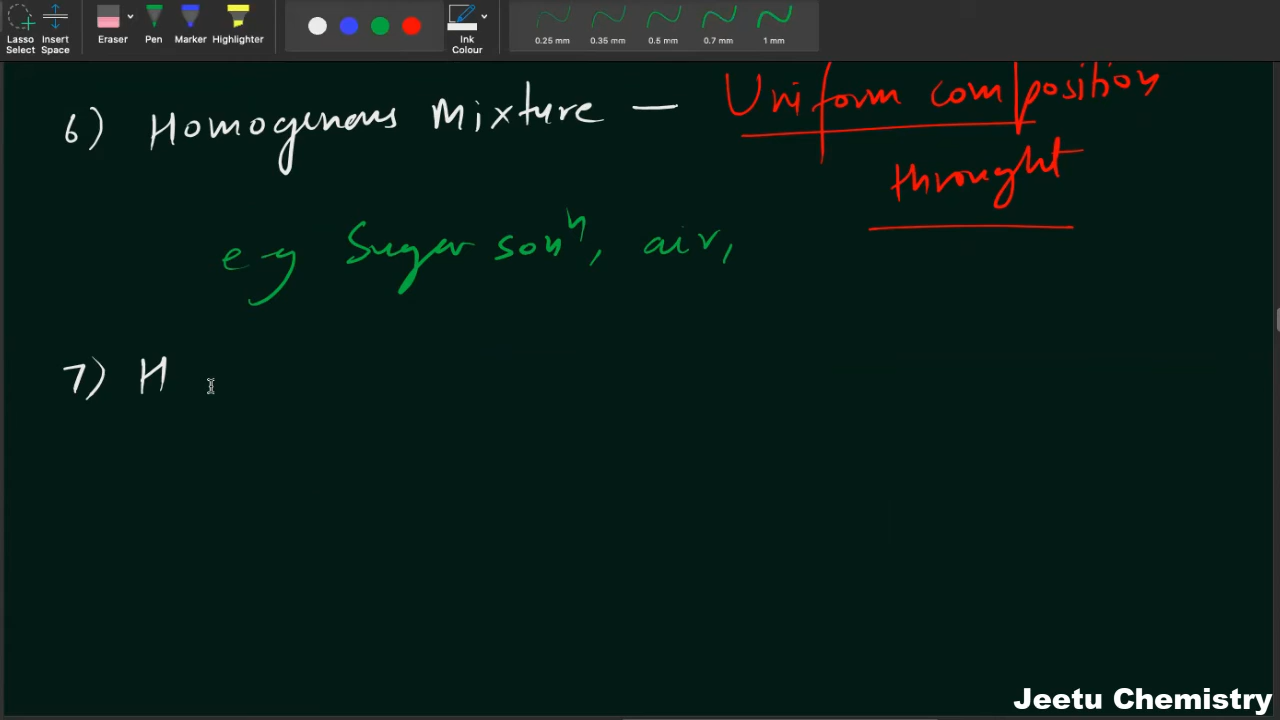 Lasso Select
Insert Space
Eraser
Pen
Marker
Highlighter
Ink Colour
0.25 mm
0.35 mm
0.5 mm
0.7 mm
1 mm
6) Homogenous Mixture — Uniform composition
throught
eg Sugar solⁿ, air,
7) H
Jeetu Chemistry